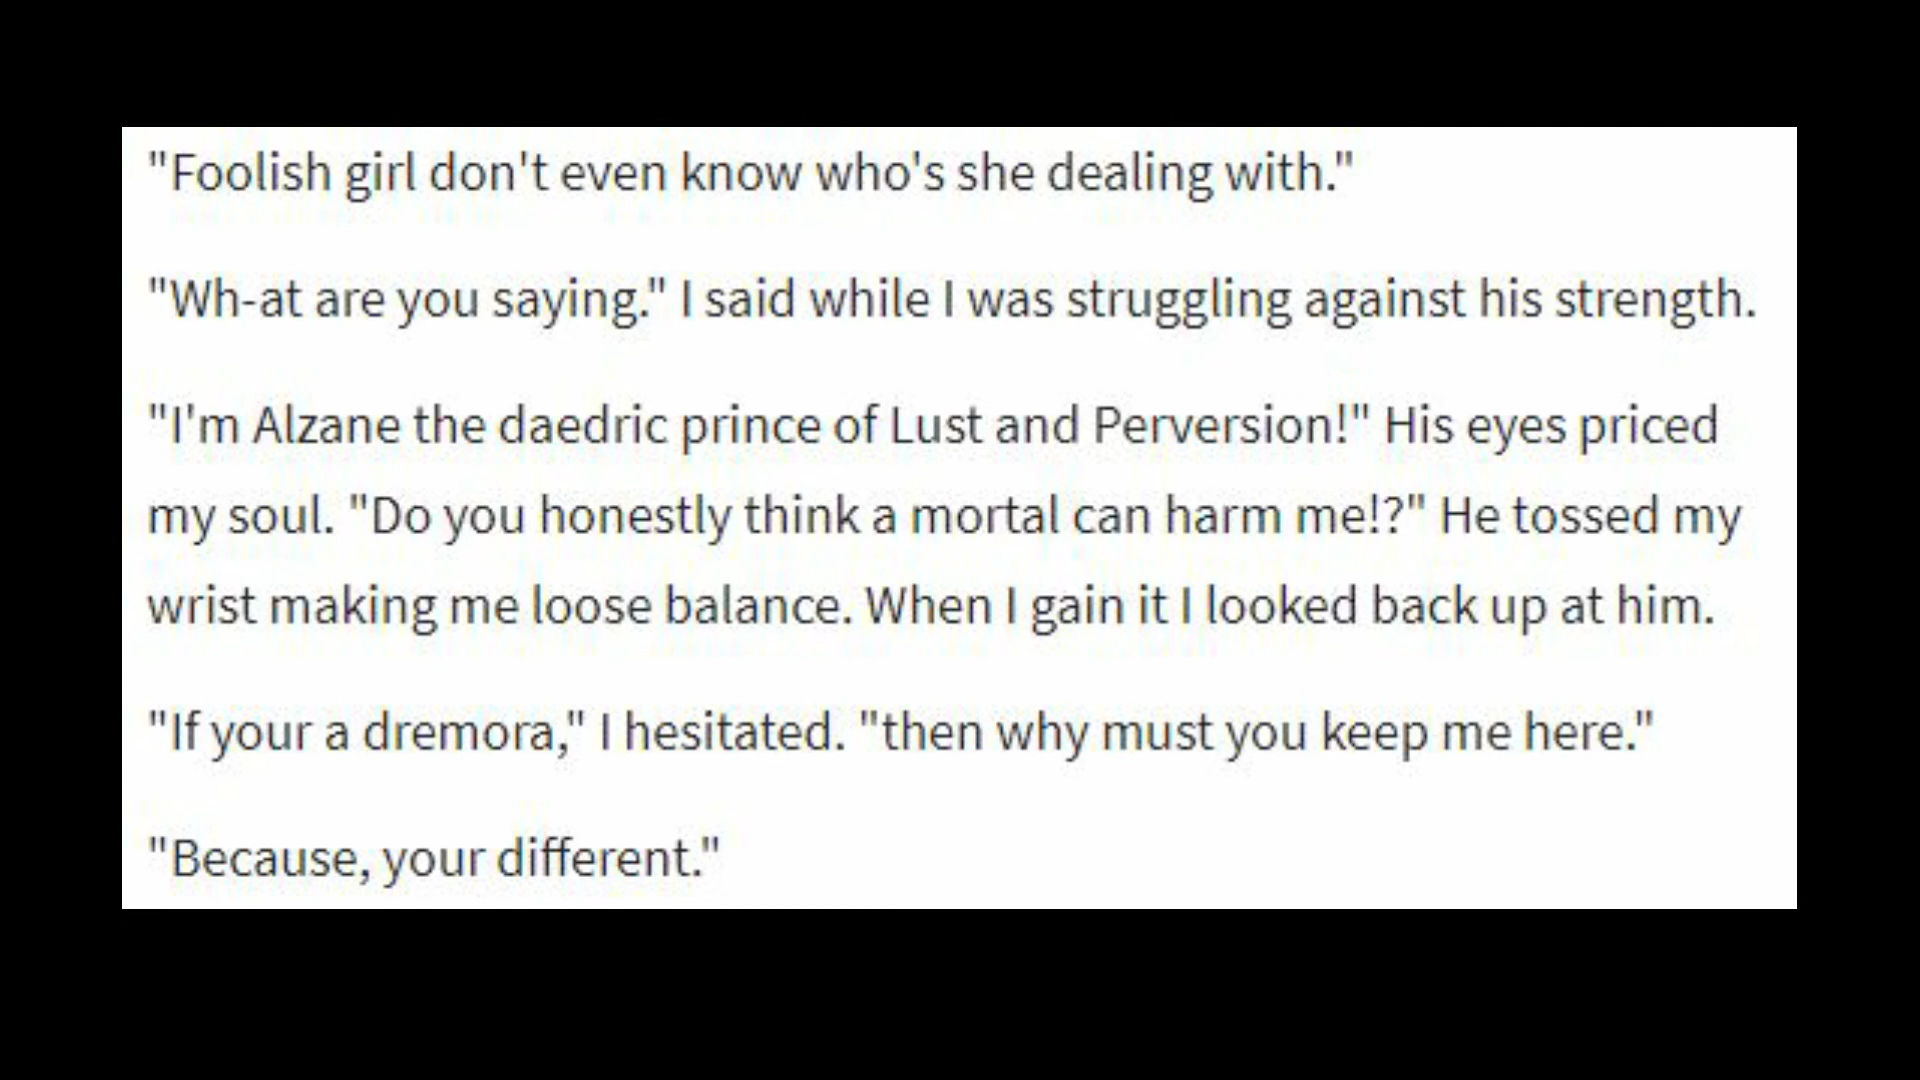 "Foolish girl don't even know who's she dealing with."
"Wh-at are you saying." I said while I was struggling against his strength.
"I'm Alzane the daedric prince of Lust and Perversion!" His eyes priced
my soul. "Do you honestly think a mortal can harm me!?" He tossed my
wrist making me loose balance. When I gain it I looked back up at him.
"If your a dremora," I hesitated. "then why must you keep me here."
"Because, your different."